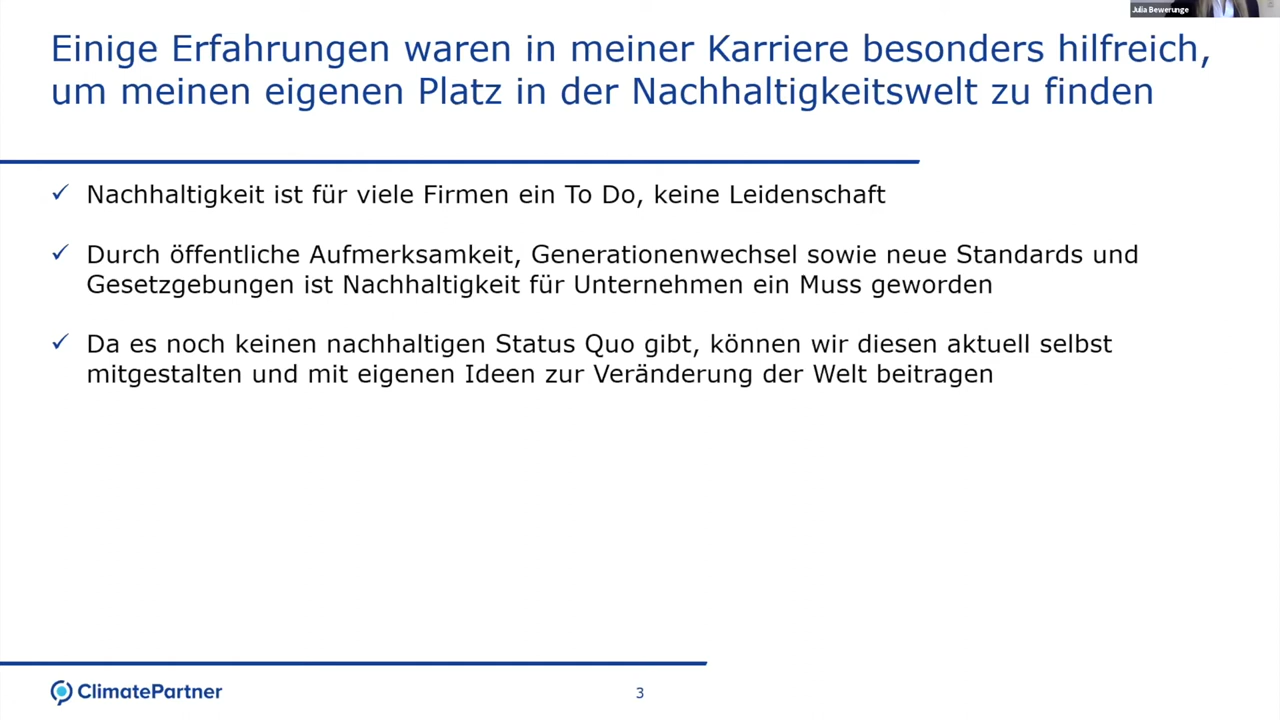 Julia Bewerunge
Einige Erfahrungen waren in meiner Karriere besonders hilfreich,
um meinen eigenen Platz in der Nachhaltigkeitswelt zu finden
✓ Nachhaltigkeit ist für viele Firmen ein To Do, keine Leidenschaft
✓ Durch öffentliche Aufmerksamkeit, Generationenwechsel sowie neue Standards und
Gesetzgebungen ist Nachhaltigkeit für Unternehmen ein Muss geworden
✓ Da es noch keinen nachhaltigen Status Quo gibt, können wir diesen aktuell selbst
mitgestalten und mit eigenen Ideen zur Veränderung der Welt beitragen
ClimatePartner
3